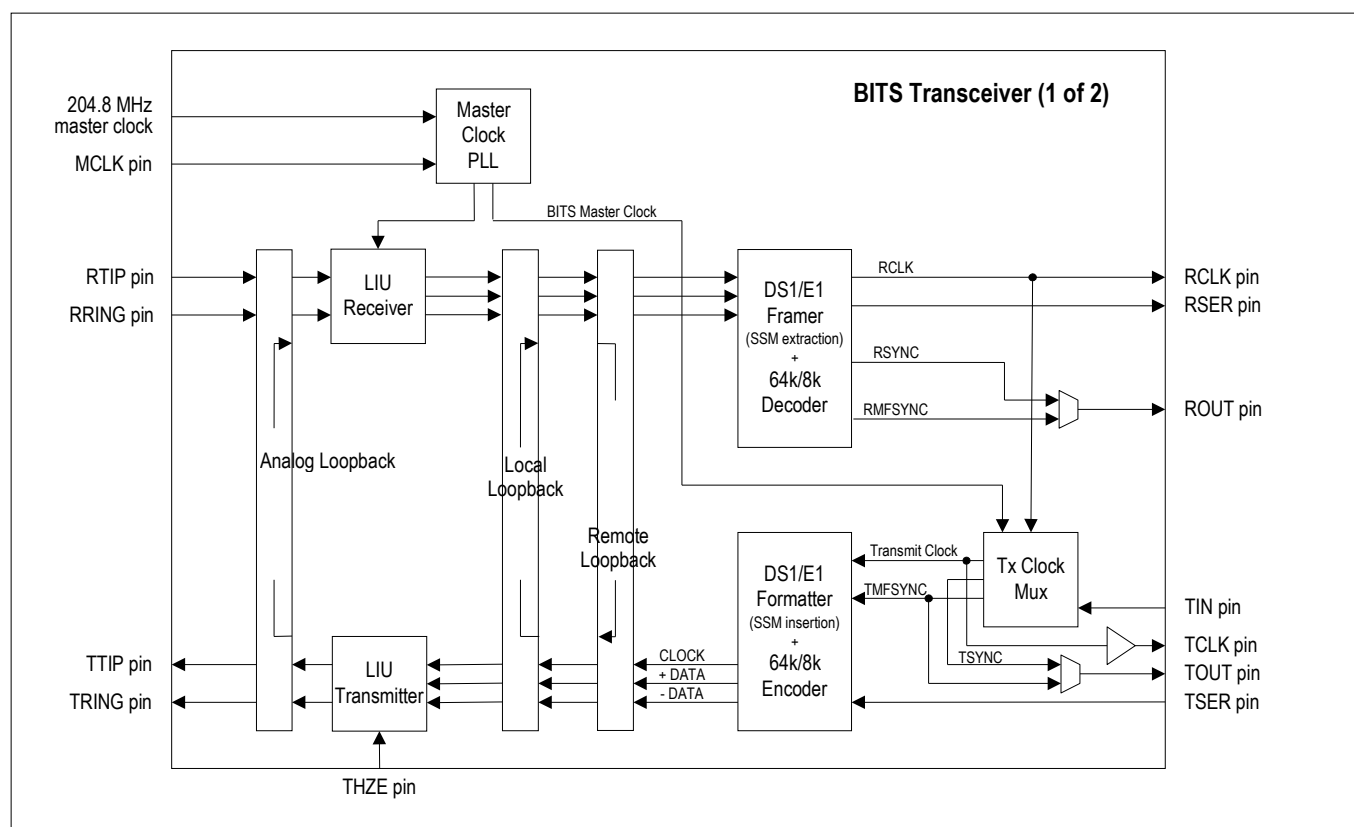 BITS Transceiver (1 of 2)
204.8 MHz
master clock
MCLK pin
Master
Clock
PLL
BITS Master Clock
RTIP pin
RRING pin
LIU
Receiver
DS1/E1
Framer
(SSM extraction)
+
64k/8k
Decoder
RCLK
RSYNC
RMFSYNC
RCLK pin
RSER pin
ROUT pin
Analog Loopback
Local
Loopback
Remote
Loopback
DS1/E1
Formatter
(SSM insertion)
+
64k/8k
Encoder
Transmit Clock
TMFSYNC
TSYNC
Tx Clock
Mux
TIN pin
TCLK pin
TOUT pin
TSER pin
CLOCK
+ DATA
- DATA
TTIP pin
TRING pin
LIU
Transmitter
THZE pin